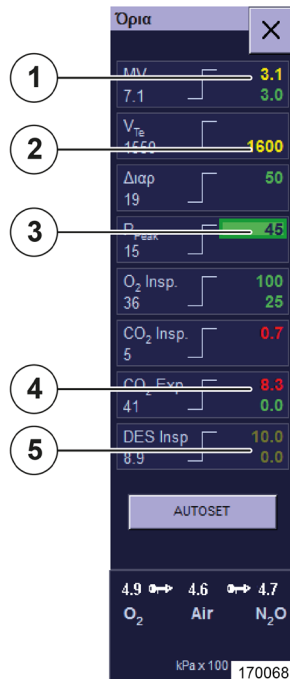 Όρια
1
MV
3.1
7.1
3.0
V Te
2
1550
1600
Διαρ
50
19
3
P Peak
45
15
O₂ Insp.
100
36
25
CO₂ Insp.
0.7
5
4
CO₂ Exp
8.3
41
0.0
5
DES Insp
10.0
8.9
0.0
AUTOSET
4.9
4.6
4.7
O₂
Air
N₂O
kPa x 100
170068